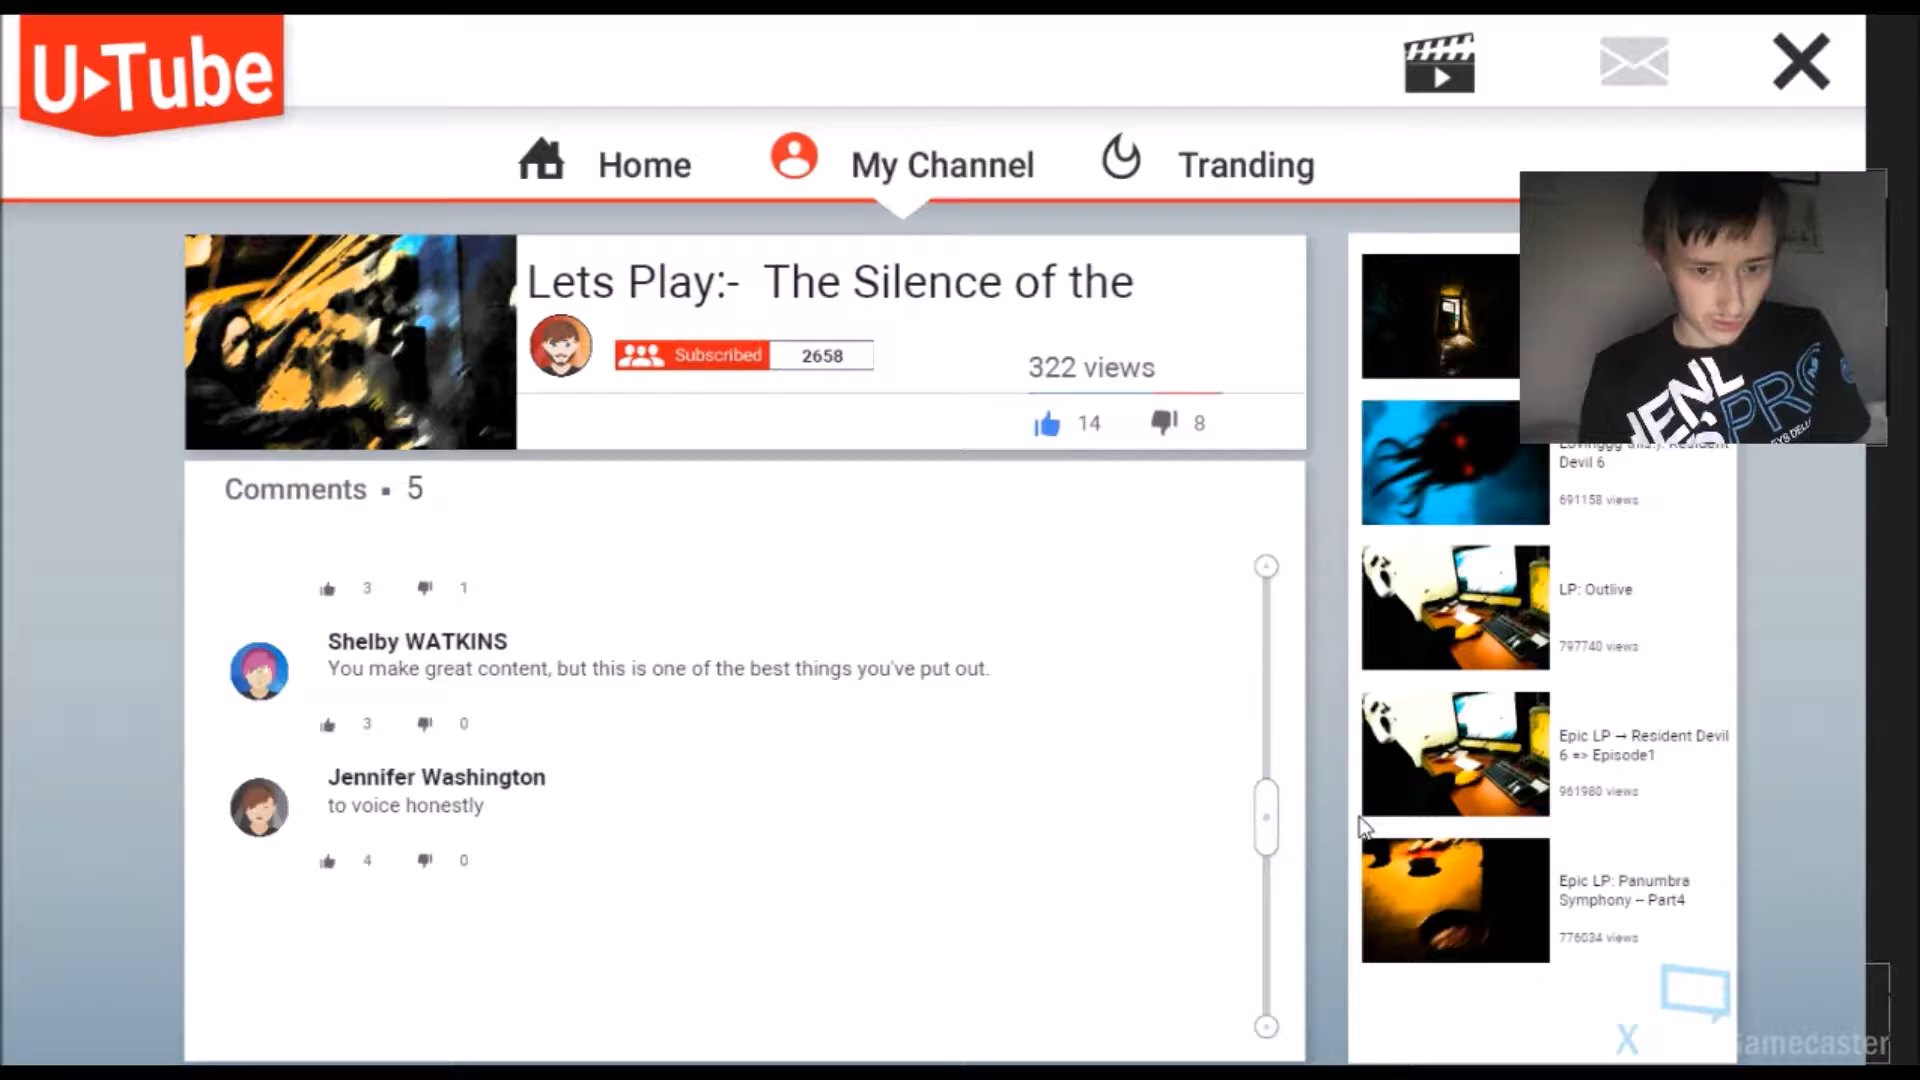 U Tube
Home
My Channel
Tranding
Lets Play:- The Silence of the
Subscribed
2658
322 views
14
8
Comments ▪ 5
3
1
Shelby WATKINS
You make great content, but this is one of the best things you've put out.
3
0
Jennifer Washington
to voice honestly
4
0
Devil 6
691158 views
LP: Outlive
797740 views
Epic LP → Resident Devil
6 => Episode1
961980 views
Epic LP: Panumbra
Symphony – Part4
776034 views
PRO
X